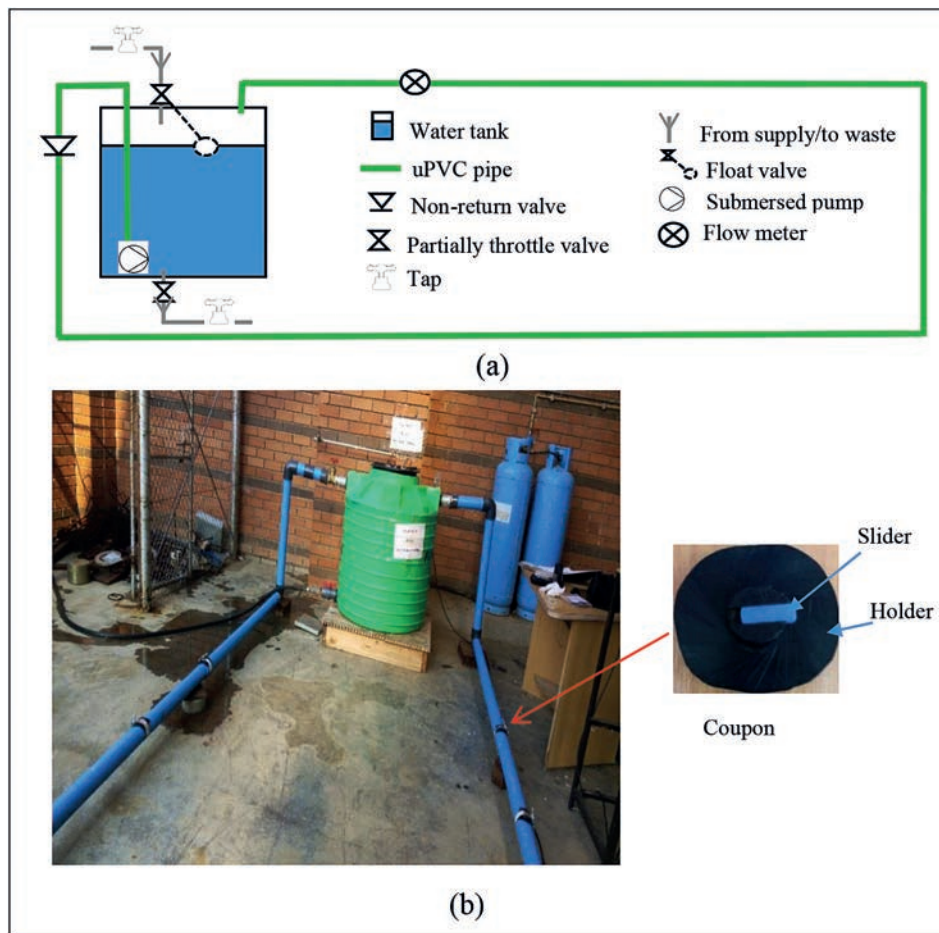 Water tank
uPVC pipe
Non-return valve
Partially throttle valve
Tap
From supply/to waste
Float valve
Submersed pump
Flow meter
(a)
Slider
Holder
Coupon
(b)